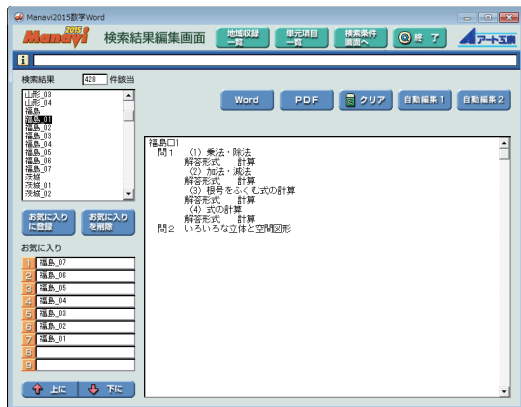 Manavi2015数学Word
Manavi 2015 検索結果編集画面 地域収録一覧 単元項目一覧 検索条件画面へ 終 了 アート工房
i
検索結果 428 件該当
山形_03
山形_04
福島
福島_01
福島_02
福島_03
福島_04
福島_05
福島_06
福島_07
茨城
茨城_01
茨城_02
Word PDF クリア 自動編集1 自動編集2
福島□1
問1 (1) 乗法・除法
解答形式 計算
(2) 加法・減法
解答形式 計算
(3) 根号をふくむ式の計算
解答形式 計算
(4) 式の計算
解答形式 計算
問2 いろいろな立体と空間図形
お気に入りに登録 お気に入りを削除
お気に入り
1 福島_07
2 福島_06
3 福島_05
4 福島_04
5 福島_03
6 福島_02
7 福島_01
8
9
上に 下に